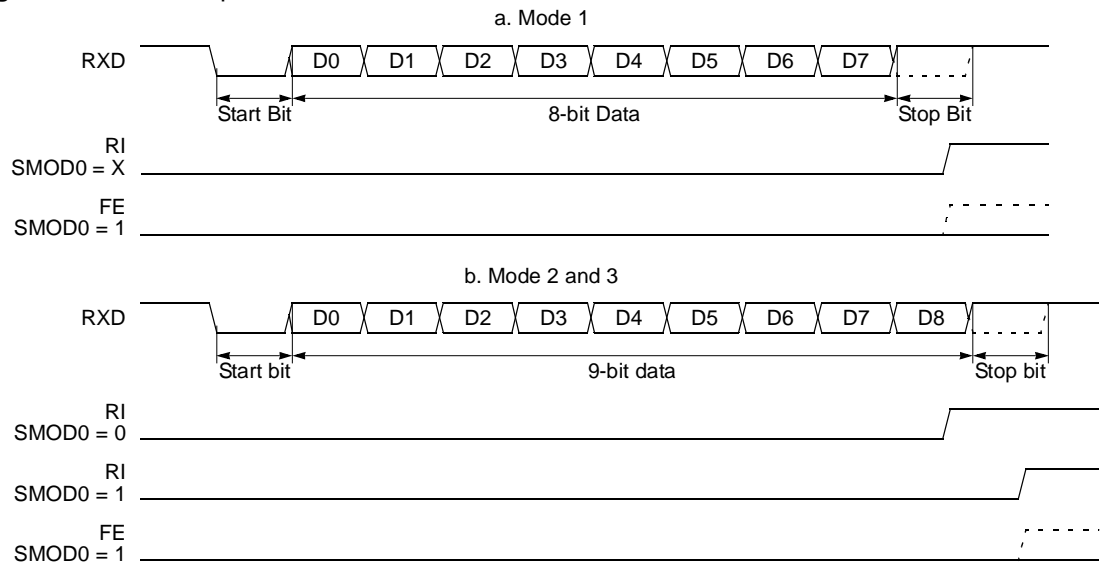 a. Mode 1
RXD D0 D1 D2 D3 D4 D5 D6 D7
Start Bit 8-bit Data Stop Bit
RI
SMOD0 = X
FE
SMOD0 = 1
b. Mode 2 and 3
RXD D0 D1 D2 D3 D4 D5 D6 D7 D8
Start bit 9-bit data Stop bit
RI
SMOD0 = 0
RI
SMOD0 = 1
FE
SMOD0 = 1